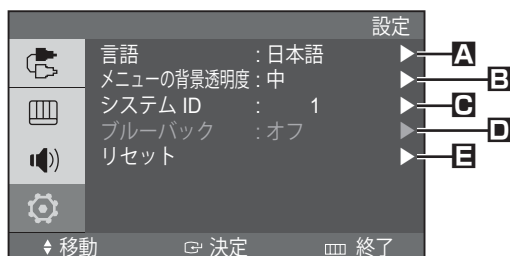 設定
言語 : 日本語 A
メニューの背景透明度 : 中 B
システム ID : 1 C
ブルーバック : オフ D
リセット E
移動 決定 終了